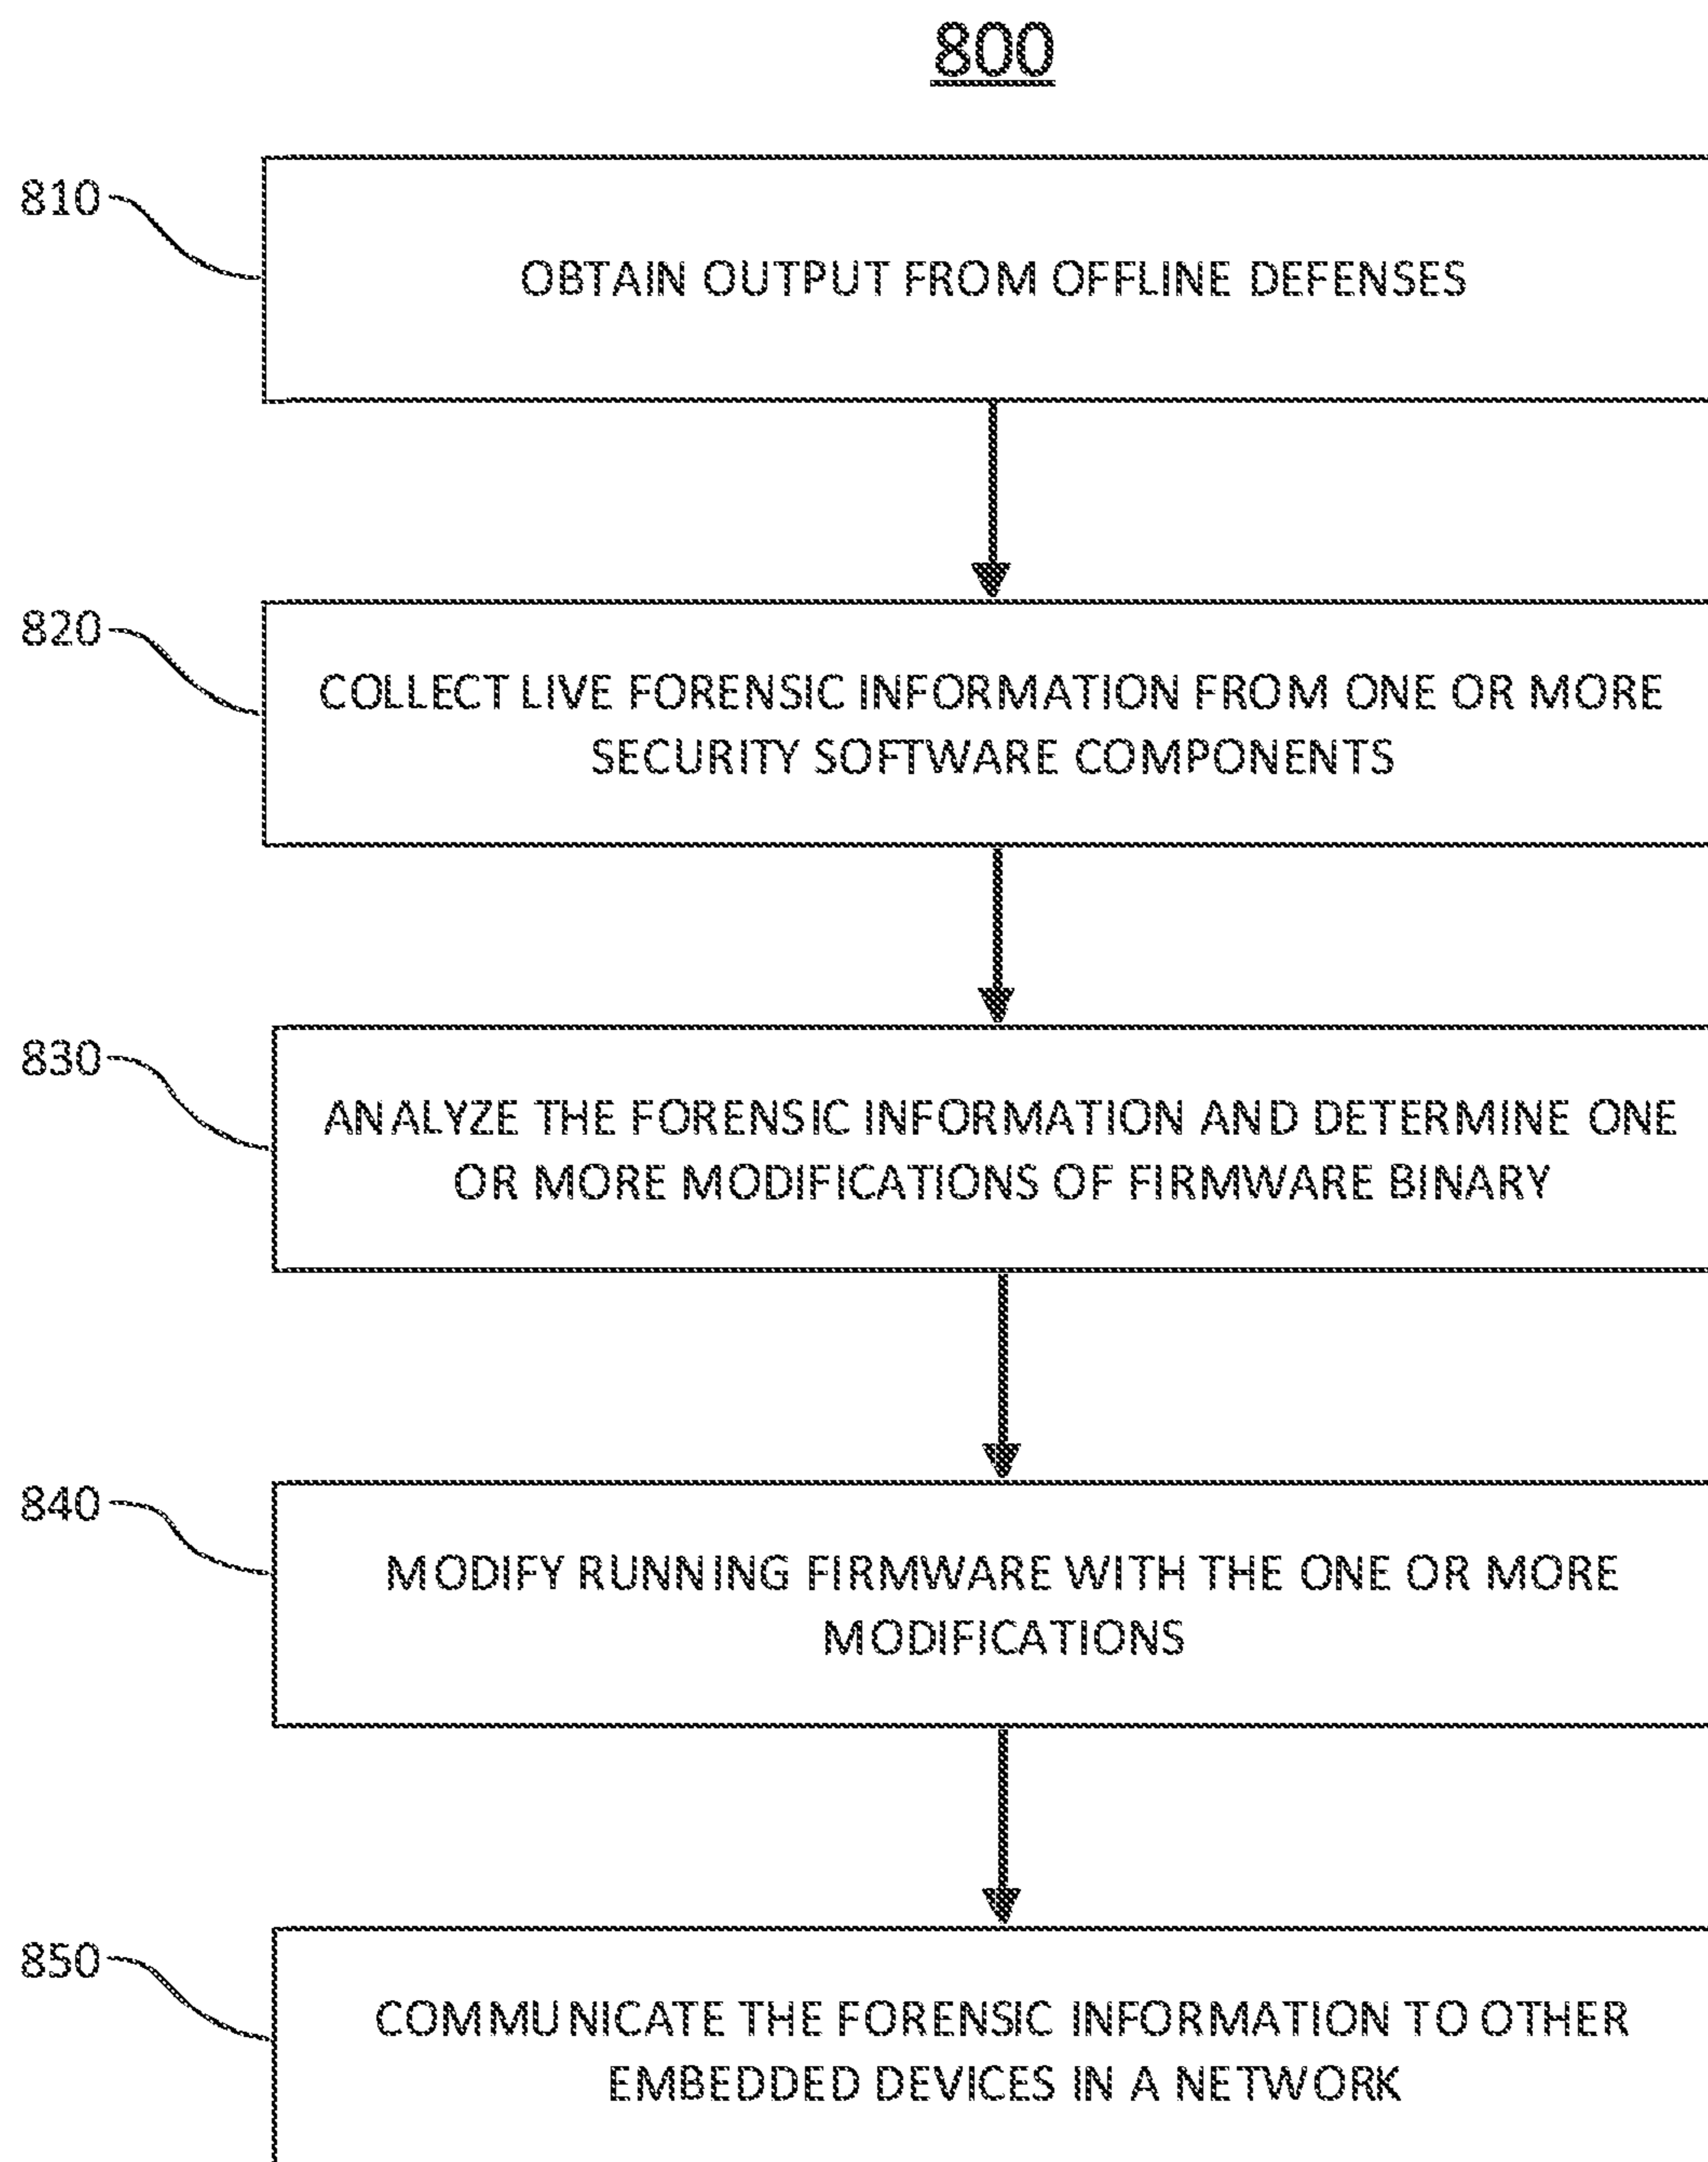 800
810
OBTAIN OUTPUT FROM OFFLINE DEFENSES
820
COLLECT LIVE FORENSIC INFORMATION FROM ONE OR MORE
SECURITY SOFTWARE COMPONENTS
830
ANALYZE THE FORENSIC INFORMATION AND DETERMINE ONE
OR MORE MODIFICATIONS OF FIRMWARE BINARY
840
MODIFY RUNNING FIRMWARE WITH THE ONE OR MORE
MODIFICATIONS
850
COMMUNICATE THE FORENSIC INFORMATION TO OTHER
EMBEDDED DEVICES IN A NETWORK